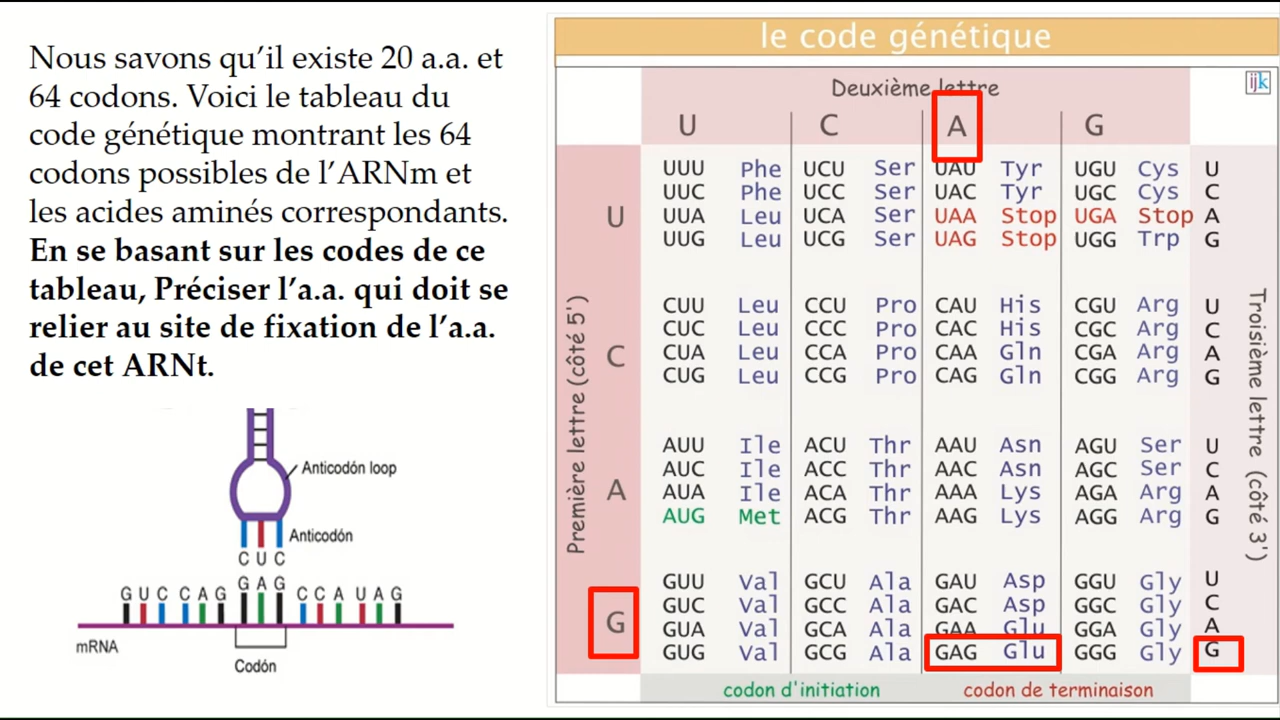 Nous savons qu’il existe 20 a.a. et
64 codons. Voici le tableau du
code génétique montrant les 64
codons possibles de l’ARNm et
les acides aminés correspondants.
En se basant sur les codes de ce
tableau, Préciser l’a.a. qui doit se
relier au site de fixation de l’a.a.
de cet ARNt.
Anticodón loop
Anticodón
C U C
G U C C A G G A G C C A U A G
mRNA
Codón
le code génétique
ijk
Deuxième lettre
U C A G
Première lettre (côté 5')
Troisième lettre (côté 3')
UUU Phe UCU Ser UAU Tyr UGU Cys U
UUC Phe UCC Ser UAC Tyr UGC Cys C
U UUA Leu UCA Ser UAA Stop UGA Stop A
UUG Leu UCG Ser UAG Stop UGG Trp G
CUU Leu CCU Pro CAU His CGU Arg U
CUC Leu CCC Pro CAC His CGC Arg C
C CUA Leu CCA Pro CAA Gln CGA Arg A
CUG Leu CCG Pro CAG Gln CGG Arg G
AUU Ile ACU Thr AAU Asn AGU Ser U
AUC Ile ACC Thr AAC Asn AGC Ser C
A AUA Ile ACA Thr AAA Lys AGA Arg A
AUG Met ACG Thr AAG Lys AGG Arg G
GUU Val GCU Ala GAU Asp GGU Gly U
GUC Val GCC Ala GAC Asp GGC Gly C
G GUA Val GCA Ala GAA Glu GGA Gly A
GUG Val GCG Ala GAG Glu GGG Gly G
codon d'initiation codon de terminaison